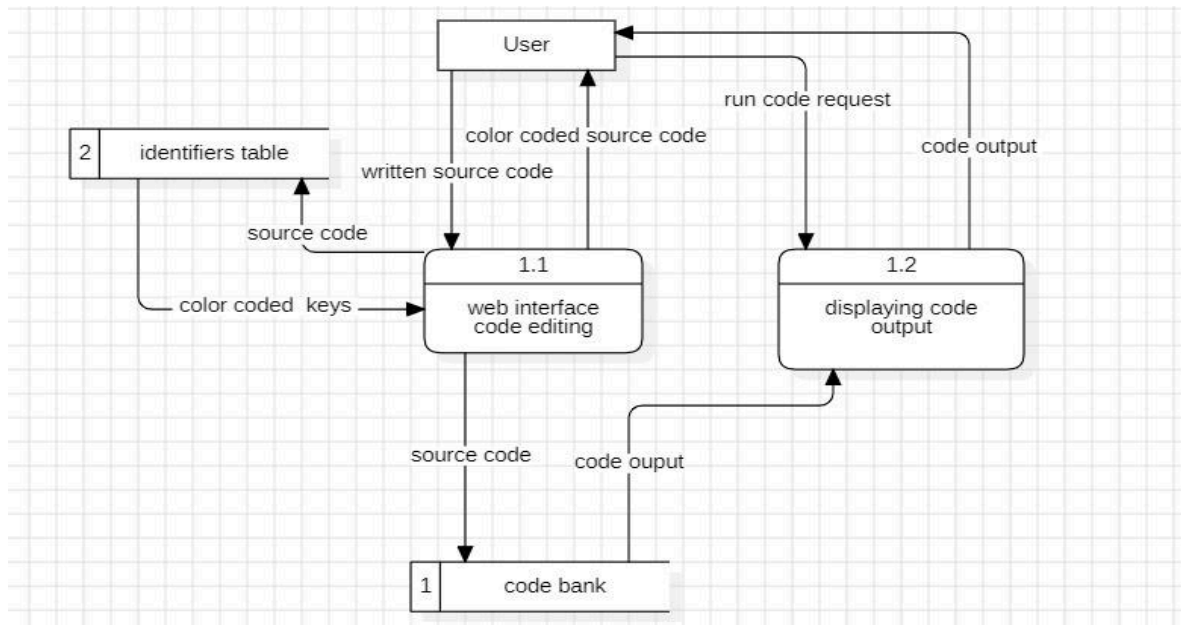 User
run code request
color coded source code
code output
2
identifiers table
written source code
source code
1.1
1.2
color coded  keys
web interface
code editing
displaying code
output
source code
code ouput
1
code bank